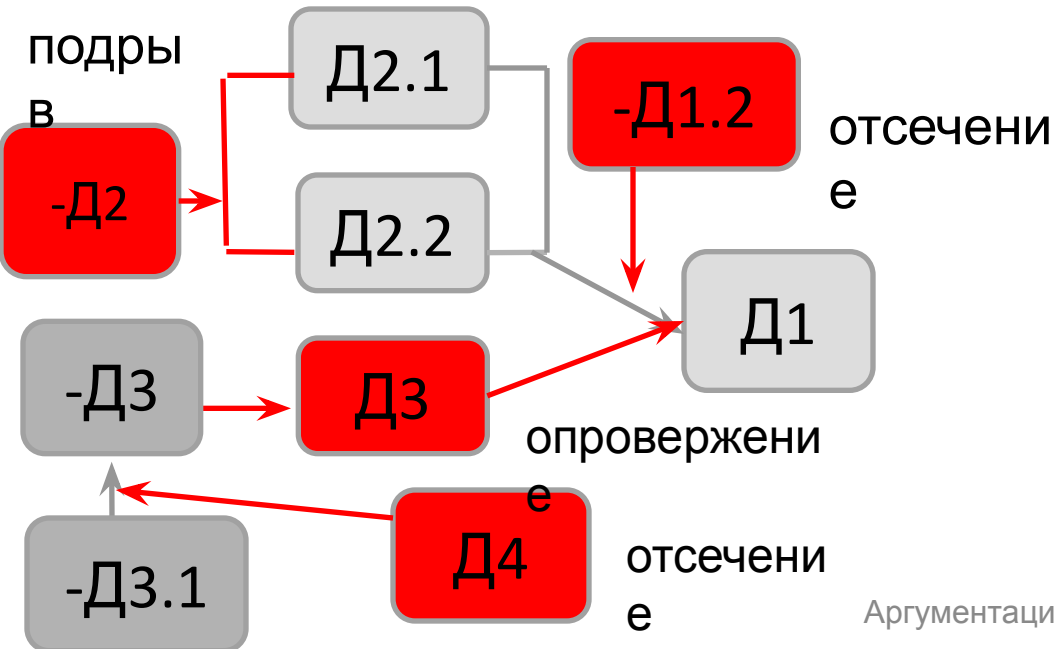 подры
в
Д2.1
-Д1.2
отсечени
е
-Д2
Д2.2
Д1
-Д3
Д3
опровержени
е
Д4
-Д3.1
отсечени
е
Аргументаци